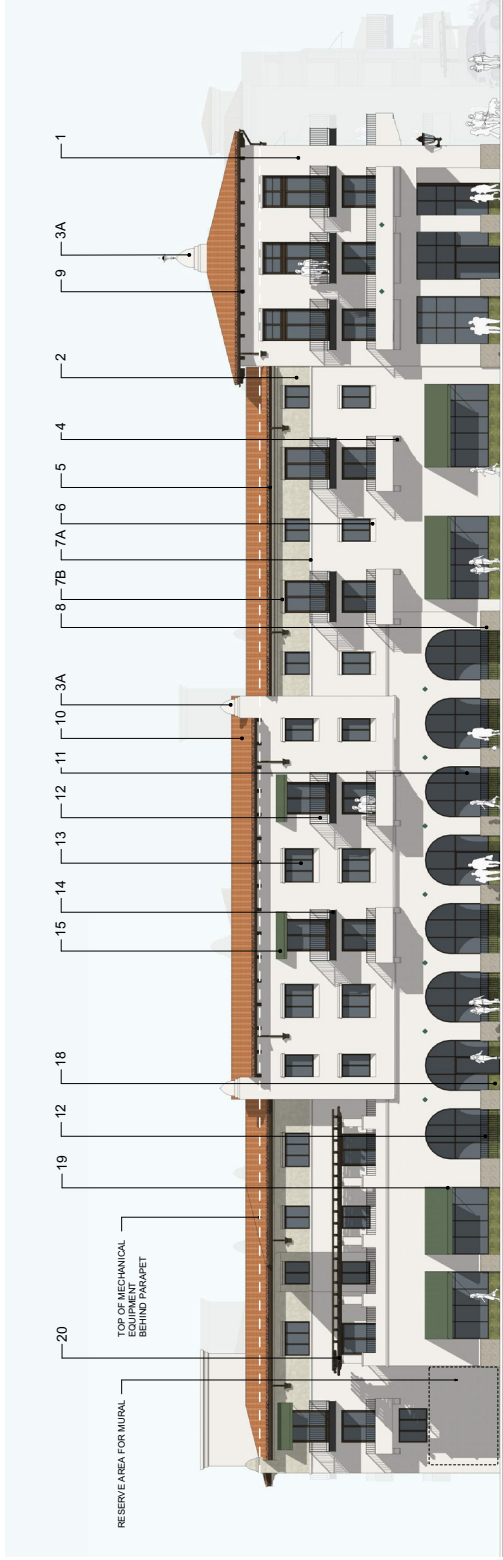 RESERVE AREA FOR MURAL
20
TOP OF MECHANICAL
EQUIPMENT
BEHIND PARAPET
19
12
18
15
14
13
12
11
10
3A
8
7B
7A
6
5
4
2
9
3A
1